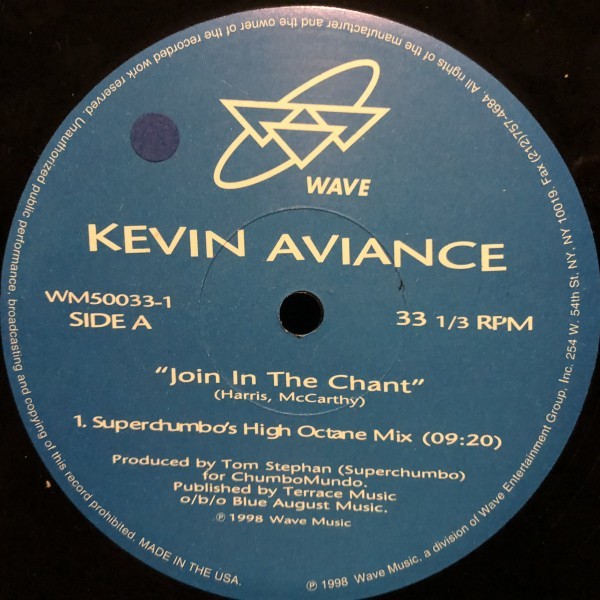 WAVE
KEVIN AVIANCE
WM50033-1
SIDE A
33 1/3 RPM
"Join In The Chant"
(Harris, McCarthy)
1. Superchumbo's High Octane Mix (09:20)
Produced by Tom Stephan (Superchumbo)
for ChumboMundo.
Published by Terrace Music
o/b/o Blue August Music.
℗ 1998 Wave Music
℗ 1998 Wave Music, a division of Wave Entertainment Group, Inc. 254 W. 54th St, NY, NY 10019. Fax (212)757-4684. All rights of the manufacturer and the owner of the recorded work reserved. Unauthorized public performance, broadcasting and copying of this record prohibited. MADE IN THE USA.